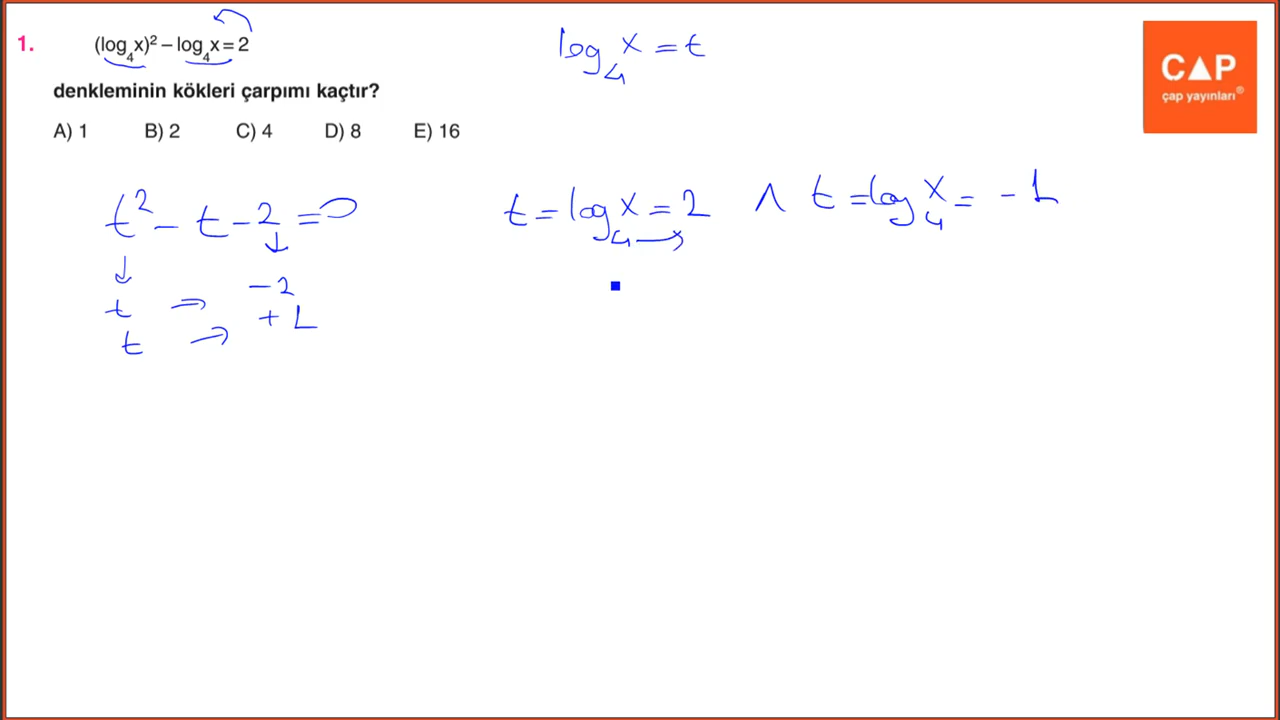 1. (log₄x)² – log₄x = 2
denkleminin kökleri çarpımı kaçtır?
A) 1 B) 2 C) 4 D) 8 E) 16
log₄ x = t
ÇAP
çap yayınları®
t² - t - 2 = 0
↓ ↓
t ⇒ -2
t → +1
t = log₄ x = 2 ∧ t = log₄ x = -1